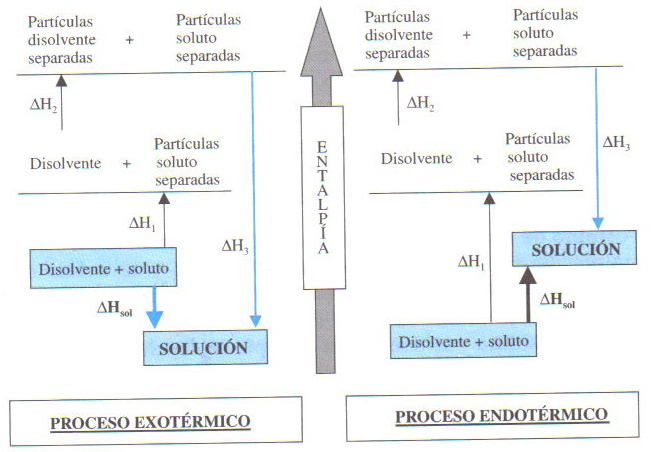 Partículas
disolvente
separadas
+
Partículas
soluto
separadas
ΔH₂
Disolvente + Partículas
soluto
separadas
ΔH₁
Disolvente + soluto
ΔH₃
ΔHsol
SOLUCIÓN
PROCESO EXOTÉRMICO
ENTALPÍA
Partículas
disolvente
separadas
+
Partículas
soluto
separadas
ΔH₂
ΔH₃
Disolvente + Partículas
soluto
separadas
ΔH₁
SOLUCIÓN
ΔHsol
Disolvente + soluto
PROCESO ENDOTÉRMICO